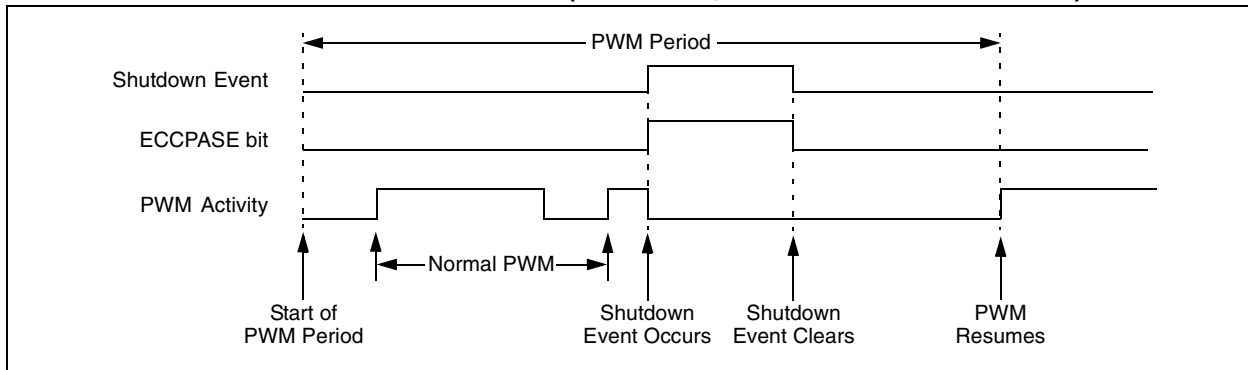 PWM Period
Shutdown Event
ECCPASE bit
PWM Activity
Normal PWM
Start of
PWM Period
Shutdown
Event Occurs
Shutdown
Event Clears
PWM
Resumes